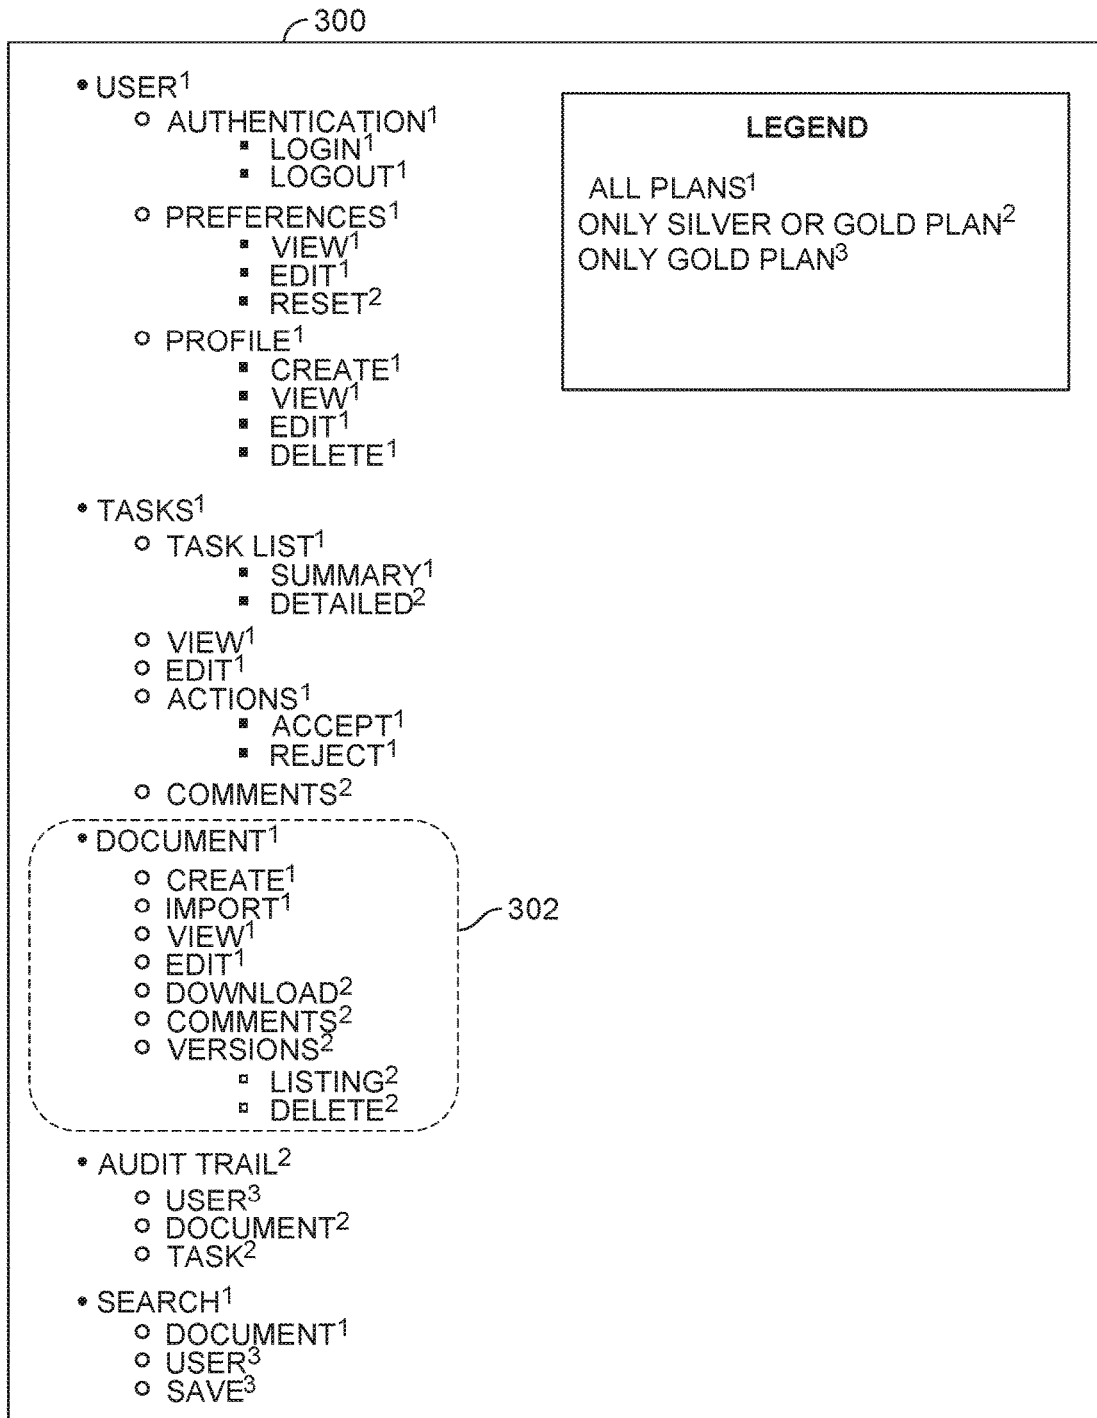 300
• USER¹
○ AUTHENTICATION¹
▪ LOGIN¹
▪ LOGOUT¹
○ PREFERENCES¹
▪ VIEW¹
▪ EDIT¹
▪ RESET²
○ PROFILE¹
▪ CREATE¹
▪ VIEW¹
▪ EDIT¹
▪ DELETE¹
LEGEND
ALL PLANS¹
ONLY SILVER OR GOLD PLAN²
ONLY GOLD PLAN³
• TASKS¹
○ TASK LIST¹
▪ SUMMARY¹
▪ DETAILED²
○ VIEW¹
○ EDIT¹
○ ACTIONS¹
▪ ACCEPT¹
▪ REJECT¹
○ COMMENTS²
• DOCUMENT¹
○ CREATE¹
○ IMPORT¹
○ VIEW¹
○ EDIT¹
○ DOWNLOAD²
○ COMMENTS²
○ VERSIONS²
▫ LISTING²
▫ DELETE²
302
• AUDIT TRAIL²
○ USER³
○ DOCUMENT²
○ TASK²
• SEARCH¹
○ DOCUMENT¹
○ USER³
○ SAVE³